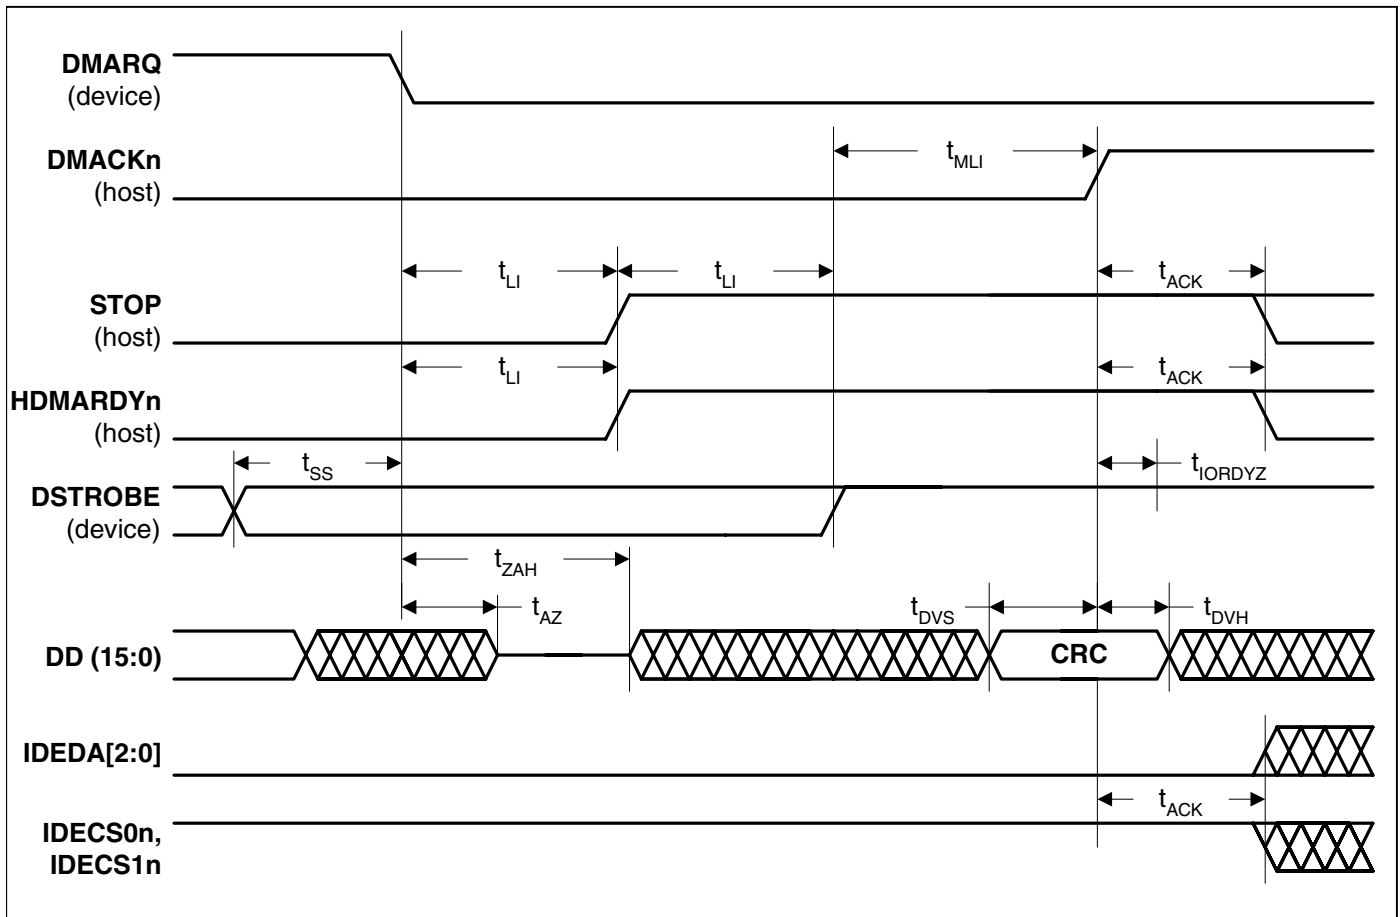 DMARQ
(device)
DMACKn
(host)
tMLI
tLI
tLI
tACK
STOP
(host)
tLI
tACK
HDMARDYn
(host)
tSS
tIORDYZ
DSTROBE
(device)
tZAH
tAZ
tDVS
tDVH
DD (15:0)
CRC
IDEDA[2:0]
tACK
IDECS0n,
IDECS1n